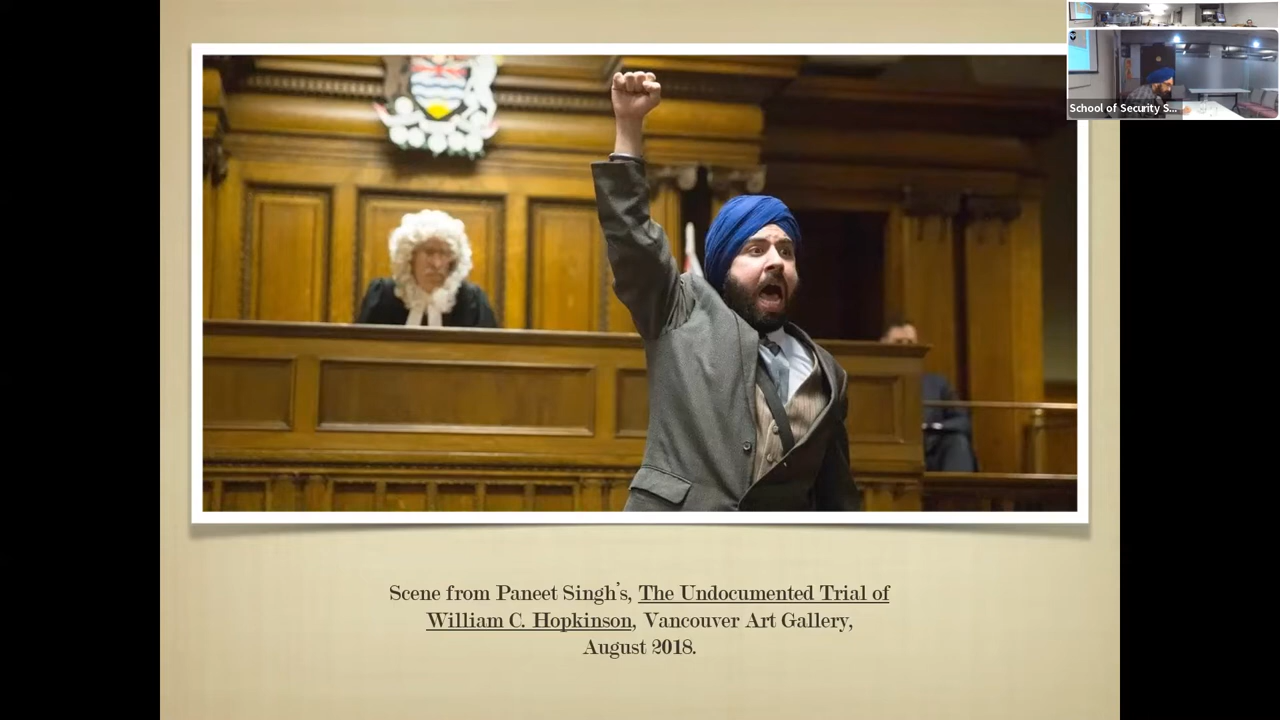 School of Security S...
Scene from Paneet Singh's, The Undocumented Trial of
William C. Hopkinson, Vancouver Art Gallery,
August 2018.